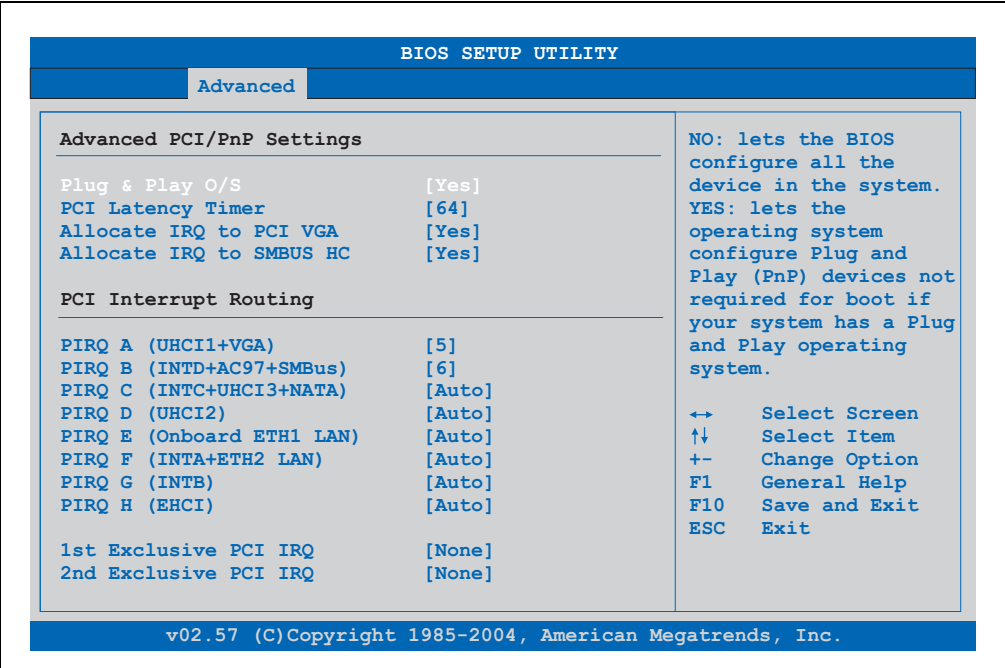 BIOS SETUP UTILITY
Advanced
Advanced PCI/PnP Settings
Plug & Play O/S [Yes]
PCI Latency Timer [64]
Allocate IRQ to PCI VGA [Yes]
Allocate IRQ to SMBUS HC [Yes]
PCI Interrupt Routing
PIRQ A (UHCI1+VGA) [5]
PIRQ B (INTD+AC97+SMBus) [6]
PIRQ C (INTC+UHCI3+NATA) [Auto]
PIRQ D (UHCI2) [Auto]
PIRQ E (Onboard ETH1 LAN) [Auto]
PIRQ F (INTA+ETH2 LAN) [Auto]
PIRQ G (INTB) [Auto]
PIRQ H (EHCI) [Auto]
1st Exclusive PCI IRQ [None]
2nd Exclusive PCI IRQ [None]
NO: lets the BIOS
configure all the
device in the system.
YES: lets the
operating system
configure Plug and
Play (PnP) devices not
required for boot if
your system has a Plug
and Play operating
system.
↔ Select Screen
↑↓ Select Item
+- Change Option
F1 General Help
F10 Save and Exit
ESC Exit
v02.57 (C)Copyright 1985-2004, American Megatrends, Inc.